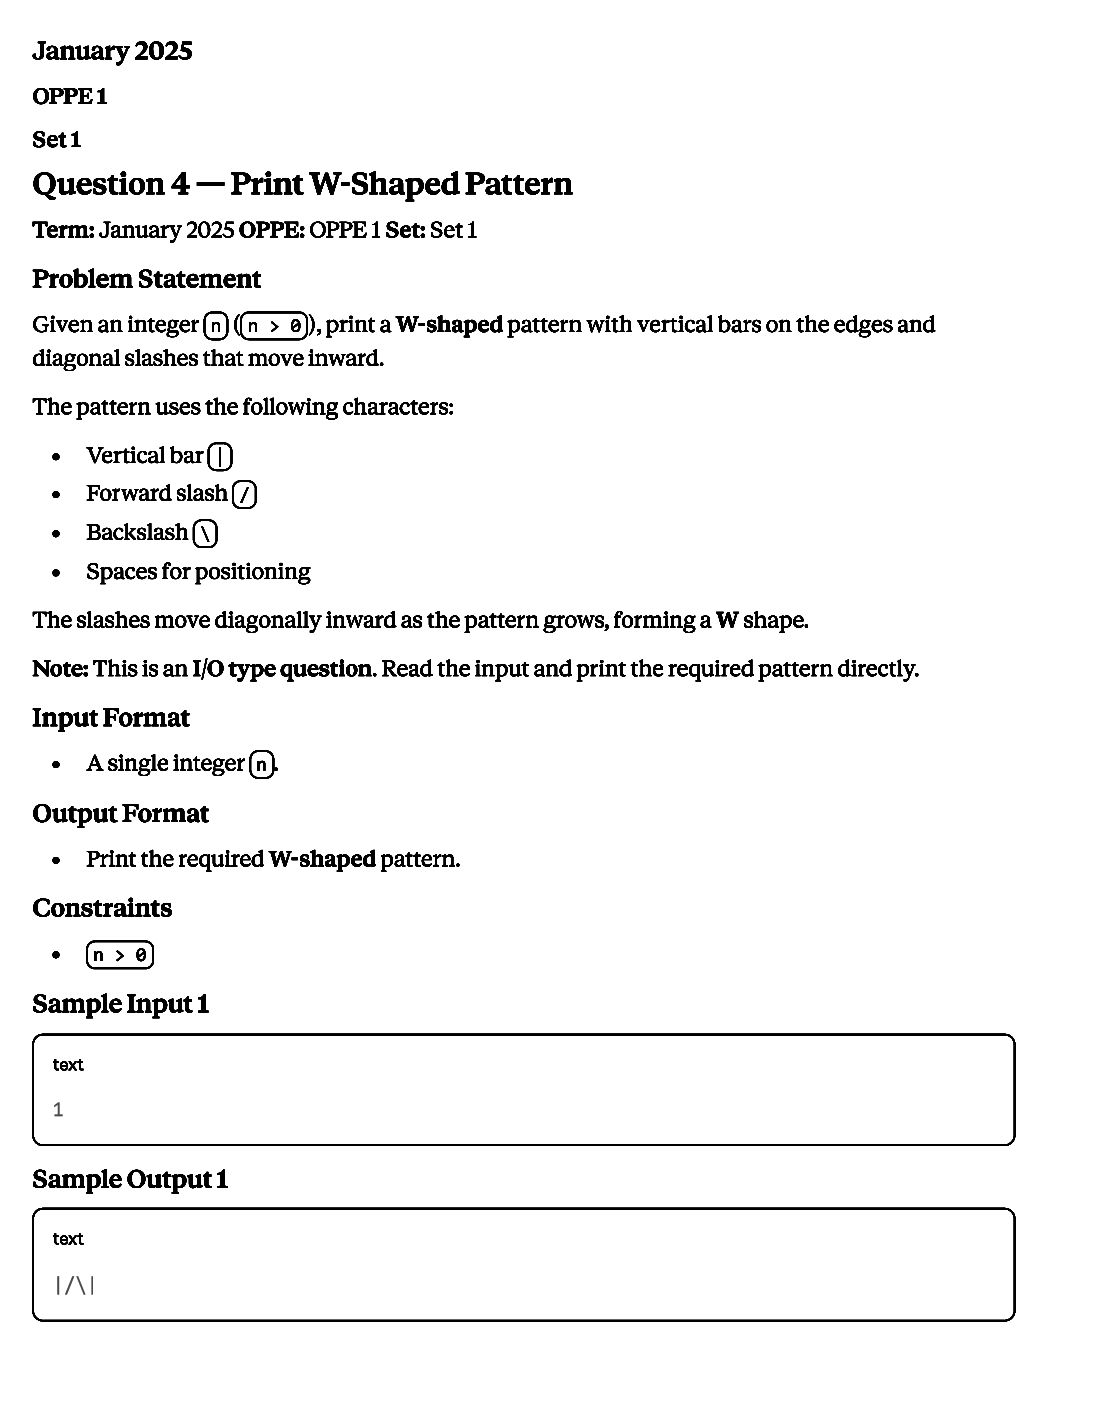 January 2025
OPPE 1
Set 1
Question 4 — Print W-Shaped Pattern
Term: January 2025 OPPE: OPPE 1 Set: Set 1
Problem Statement
Given an integer n (n > 0), print a W-shaped pattern with vertical bars on the edges and
diagonal slashes that move inward.
The pattern uses the following characters:
• Vertical bar |
• Forward slash /
• Backslash \
• Spaces for positioning
The slashes move diagonally inward as the pattern grows, forming a W shape.
Note: This is an I/O type question. Read the input and print the required pattern directly.
Input Format
• A single integer n.
Output Format
• Print the required W-shaped pattern.
Constraints
• n > 0
Sample Input 1
text
1
Sample Output 1
text
|/\|